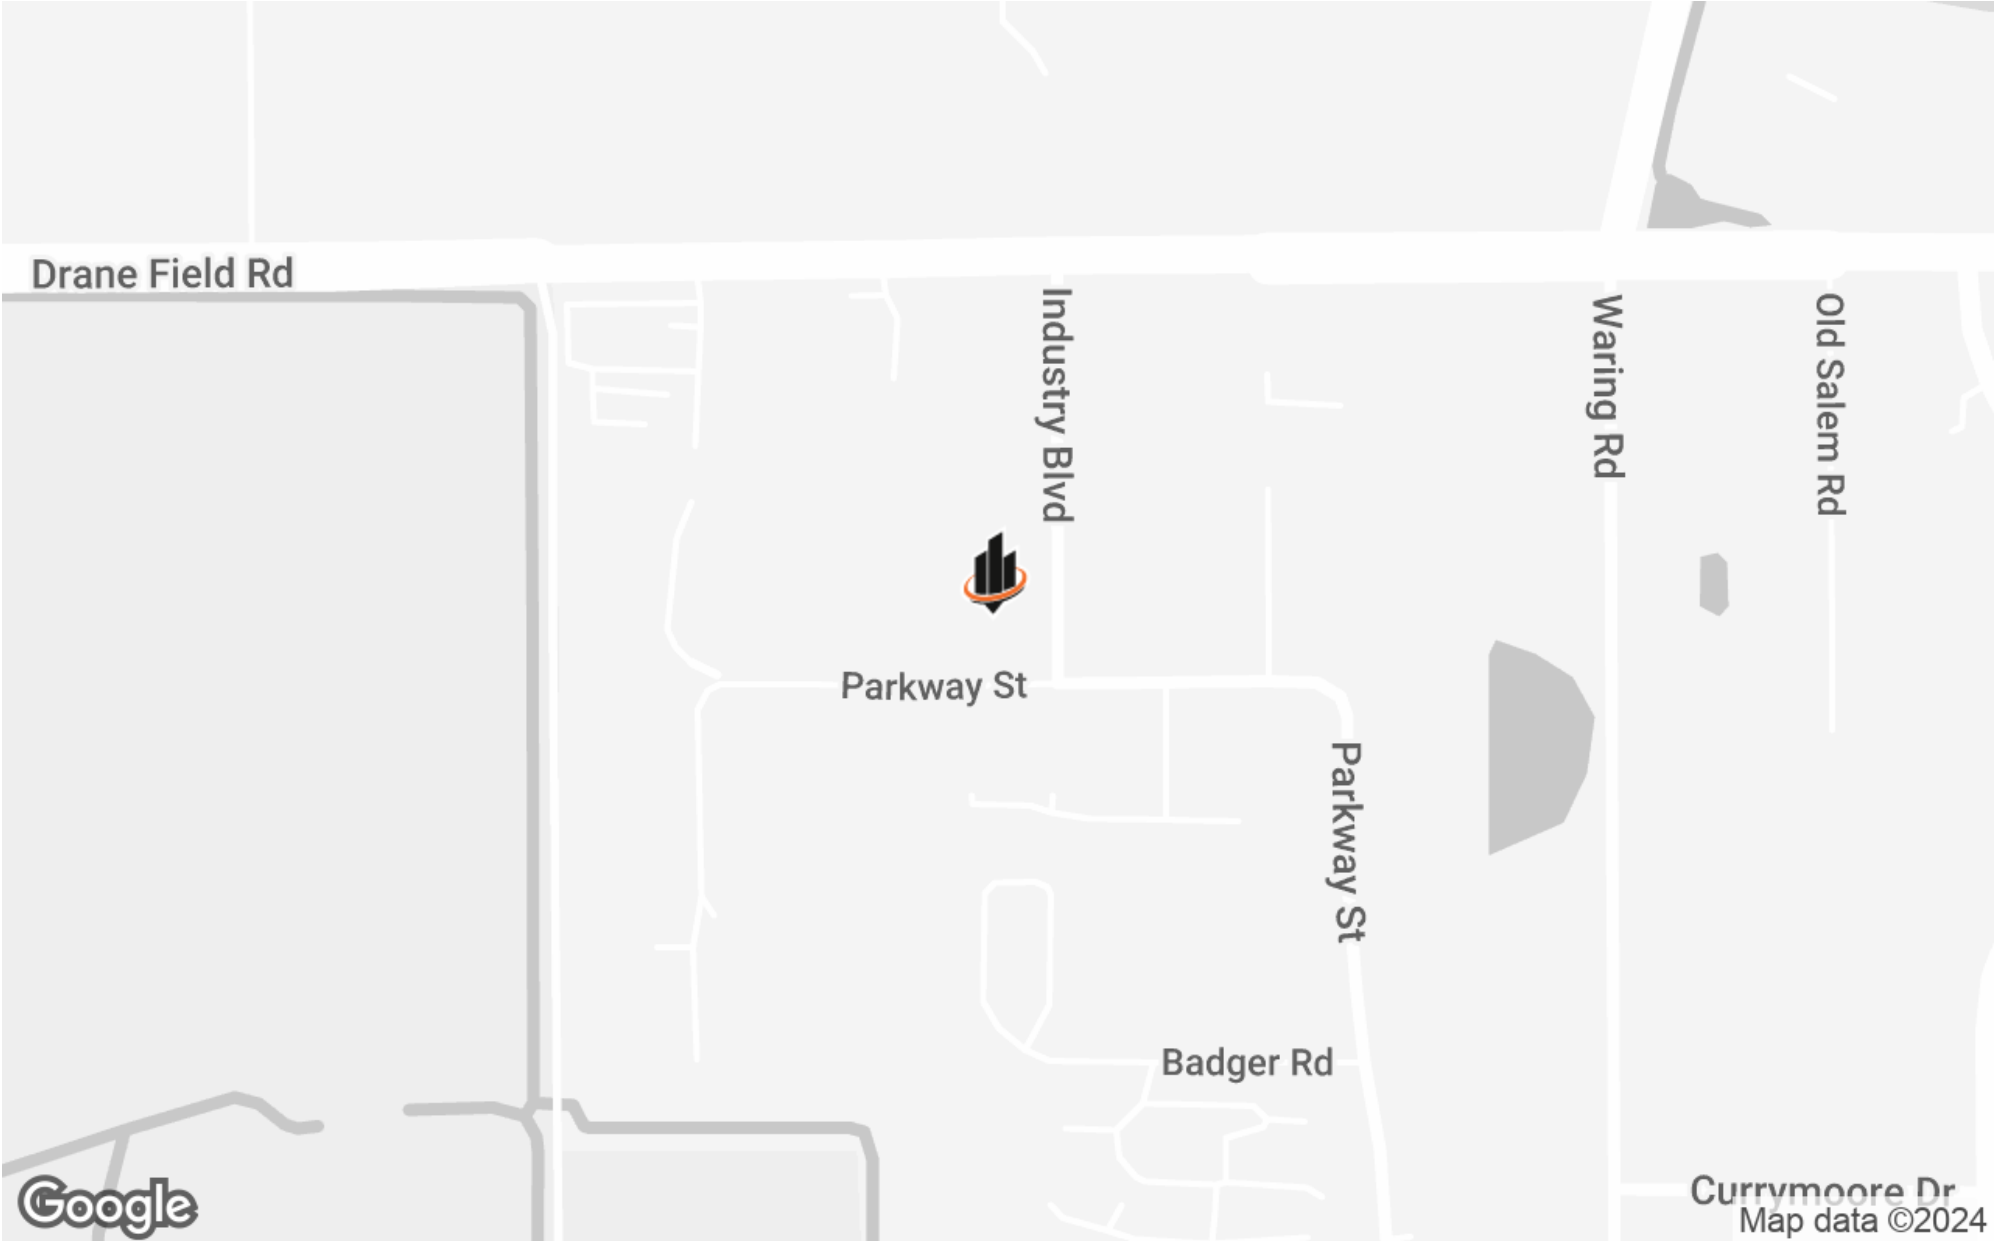 Drane Field Rd
Industry Blvd
Waring Rd
Old Salem Rd
Parkway St
Parkway St
Badger Rd
Currymoore Dr
Google
Map data ©2024